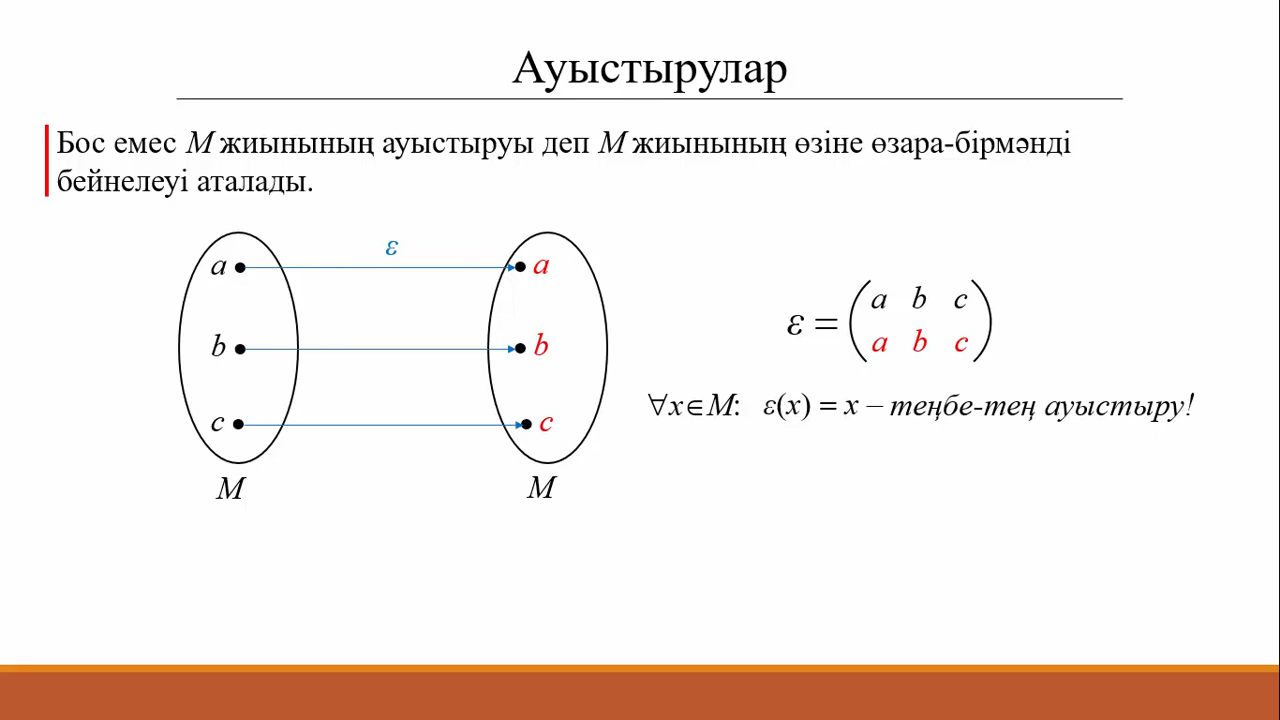 Ауыстырулар
Бос емес M жиынының ауыстыруы деп M жиынының өзіне өзара-бірмәнді
бейнелеуі аталады.
ε
a a
b b
c c
M M
ε = (a b c
a b c)
∀x∈M: ε(x) = x – теңбе-тең ауыстыру!